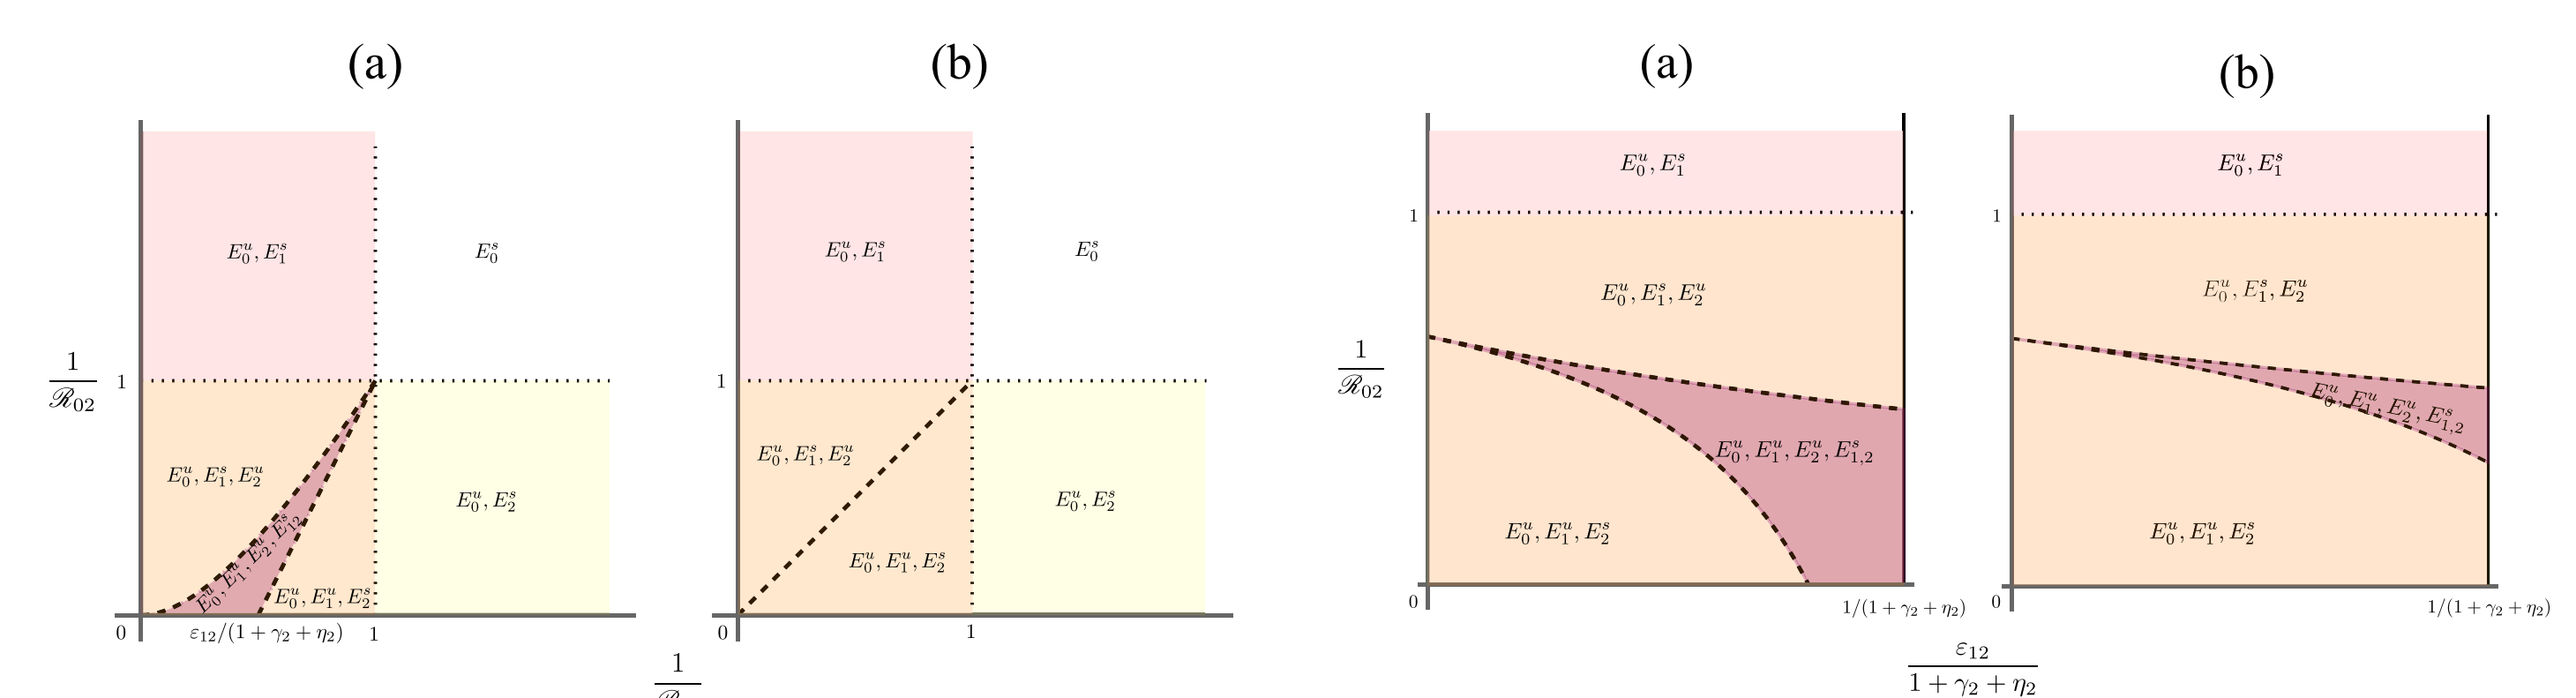 (a)
(b)
(a)
(b)
E_0^u, E_1^s
E_0^s
E_0^u, E_1^s
E_0^s
E_0^u, E_1^s
E_0^u, E_1^s
1
1
E_0^u, E_1^s, E_2^u
E_0^u, E_1^s, E_2^u
1/ℛ_{02}
1
1
1/ℛ_{02}
E_0^u, E_1^s, E_2^u
E_0^u, E_1^u, E_2^u, E_{12}^s
E_0^u, E_1^u, E_2^s
E_0^u, E_2^s
E_0^u, E_1^s, E_2^u
E_0^u, E_1^u, E_2^s
E_0^u, E_2^s
E_0^u, E_1^u, E_2^u, E_{1,2}^s
E_0^u, E_1^u, E_2^s
E_0^u, E_1^u, E_2^u, E_{1,2}^s
E_0^u, E_1^u, E_2^s
0
ε_{12}/(1 + γ_2 + η_2)
1
0
1
0
1/(1 + γ_2 + η_2)
0
1/(1 + γ_2 + η_2)
1
ε_{12}/1 + γ_2 + η_2